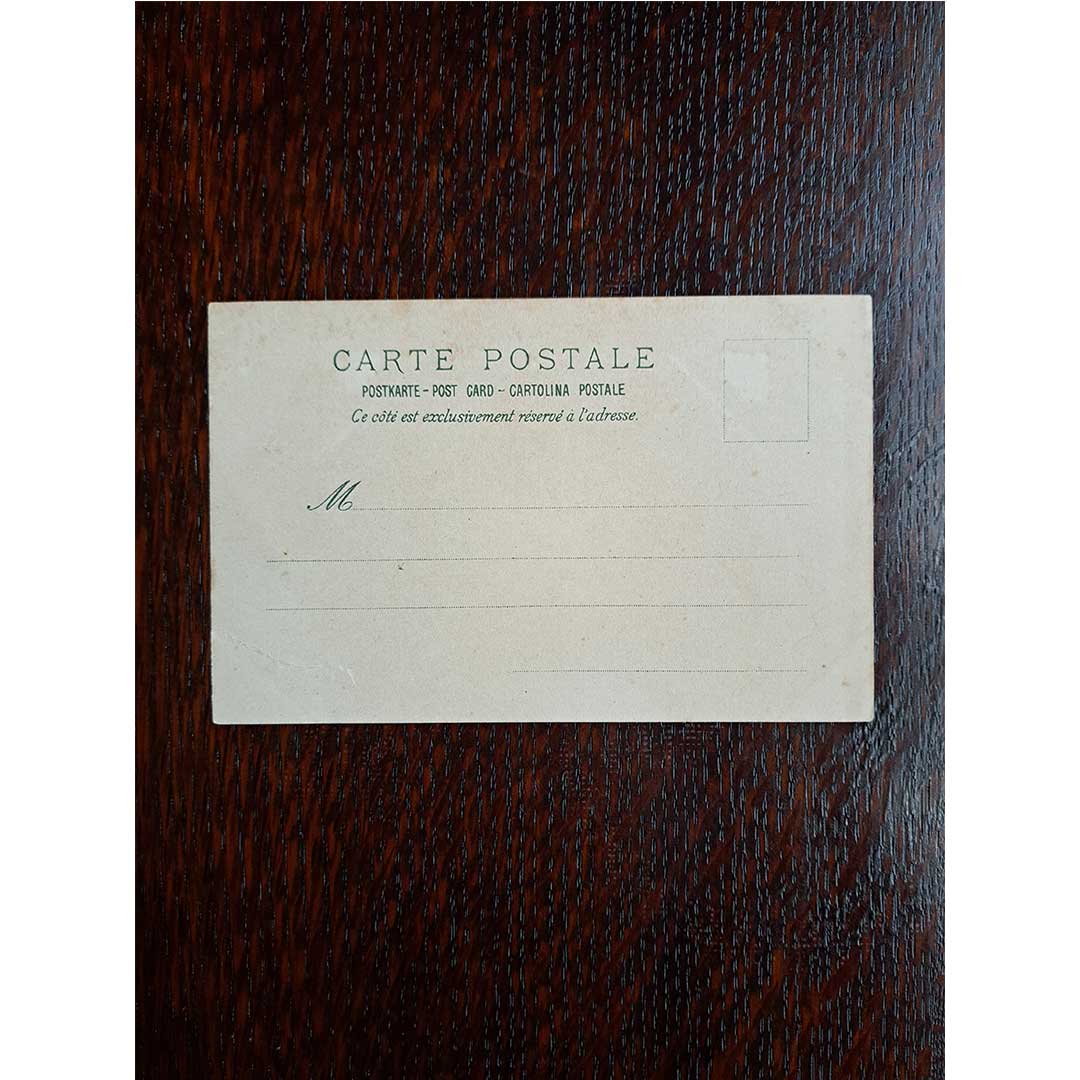 CARTE POSTALE
POSTKARTE - POST CARD - CARTOLINA POSTALE
Ce côté est exclusivement réservé à l'adresse.
M